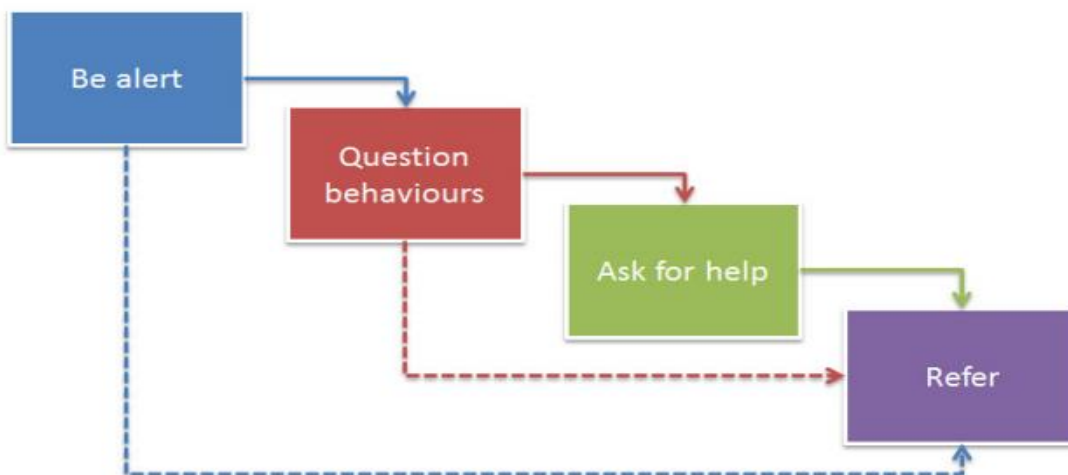 Be alert
Question
behaviours
Ask for help
Refer